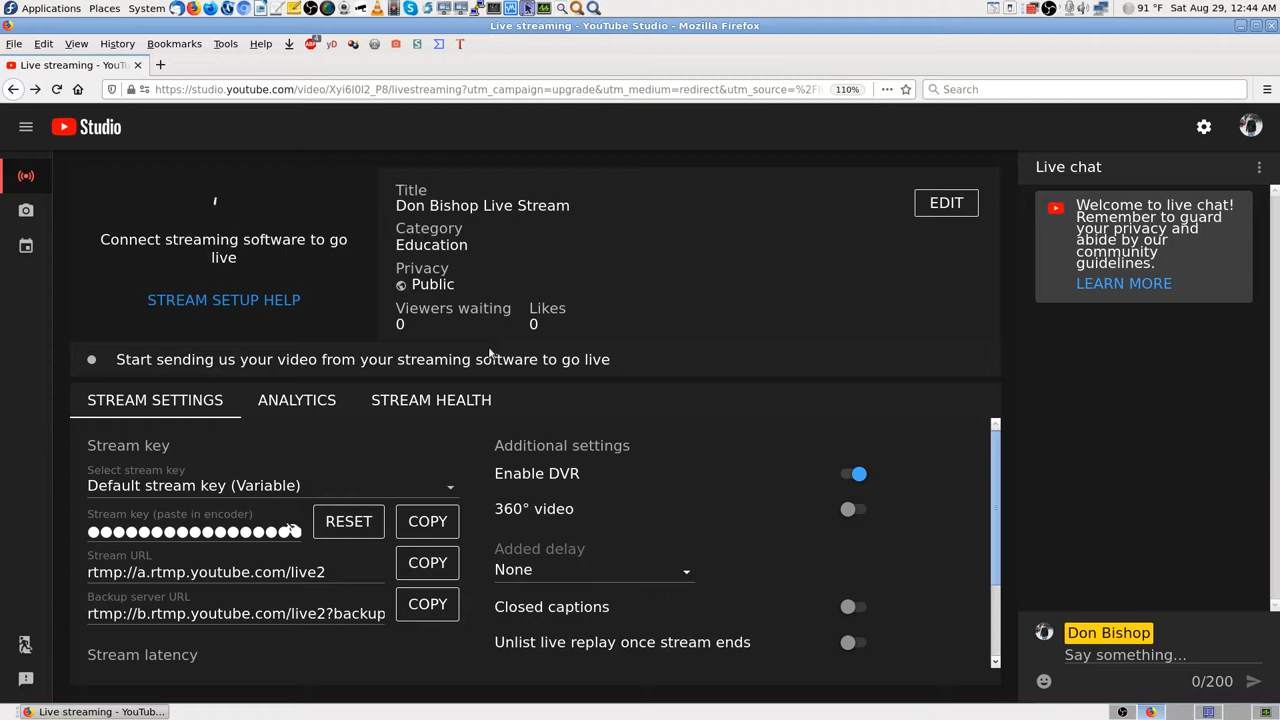 Applications Places System 91 °F Sat Aug 29, 12:44 AM
Live streaming - YouTube Studio - Mozilla Firefox
File Edit View History Bookmarks Tools Help
Live streaming - YouTu
https://studio.youtube.com/video/Xyi6I0I2_P8/livestreaming?utm_campaign=upgrade&utm_medium=redirect&utm_source=%2F 110% Search
Studio
Connect streaming software to go
live
STREAM SETUP HELP
Title
Don Bishop Live Stream
Category
Education
Privacy
Public
Viewers waiting Likes
0 0
EDIT
Start sending us your video from your streaming software to go live
STREAM SETTINGS ANALYTICS STREAM HEALTH
Stream key
Select stream key
Default stream key (Variable)
Stream key (paste in encoder)
RESET COPY
Stream URL
rtmp://a.rtmp.youtube.com/live2 COPY
Backup server URL
rtmp://b.rtmp.youtube.com/live2?backup COPY
Stream latency
Additional settings
Enable DVR
360° video
Added delay
None
Closed captions
Unlist live replay once stream ends
Live chat
Welcome to live chat!
Remember to guard
your privacy and
abide by our
community
guidelines.
LEARN MORE
Don Bishop
Say something...
0/200
Live streaming - YouTub...